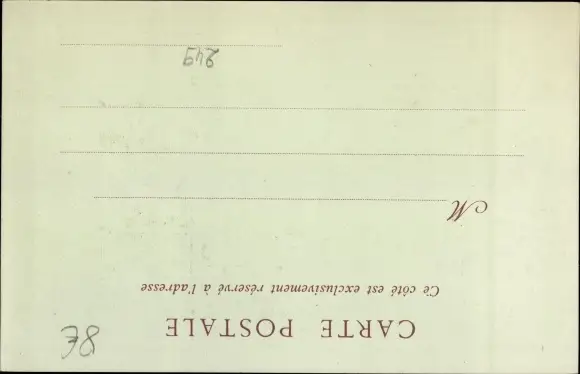 CARTE POSTALE
Ce côté est exclusivement réservé à l'adresse
M
249